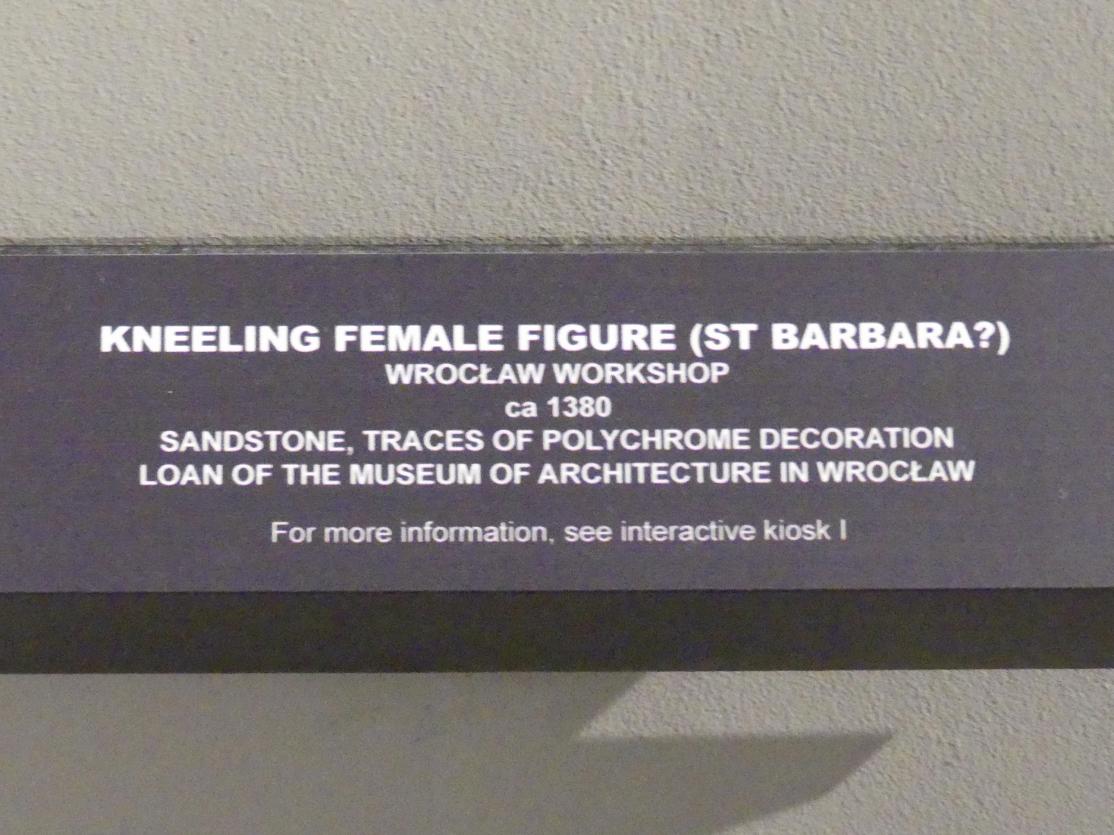 KNEELING FEMALE FIGURE (ST BARBARA?)
WROCŁAW WORKSHOP
ca 1380
SANDSTONE, TRACES OF POLYCHROME DECORATION
LOAN OF THE MUSEUM OF ARCHITECTURE IN WROCŁAW
For more information, see interactive kiosk I